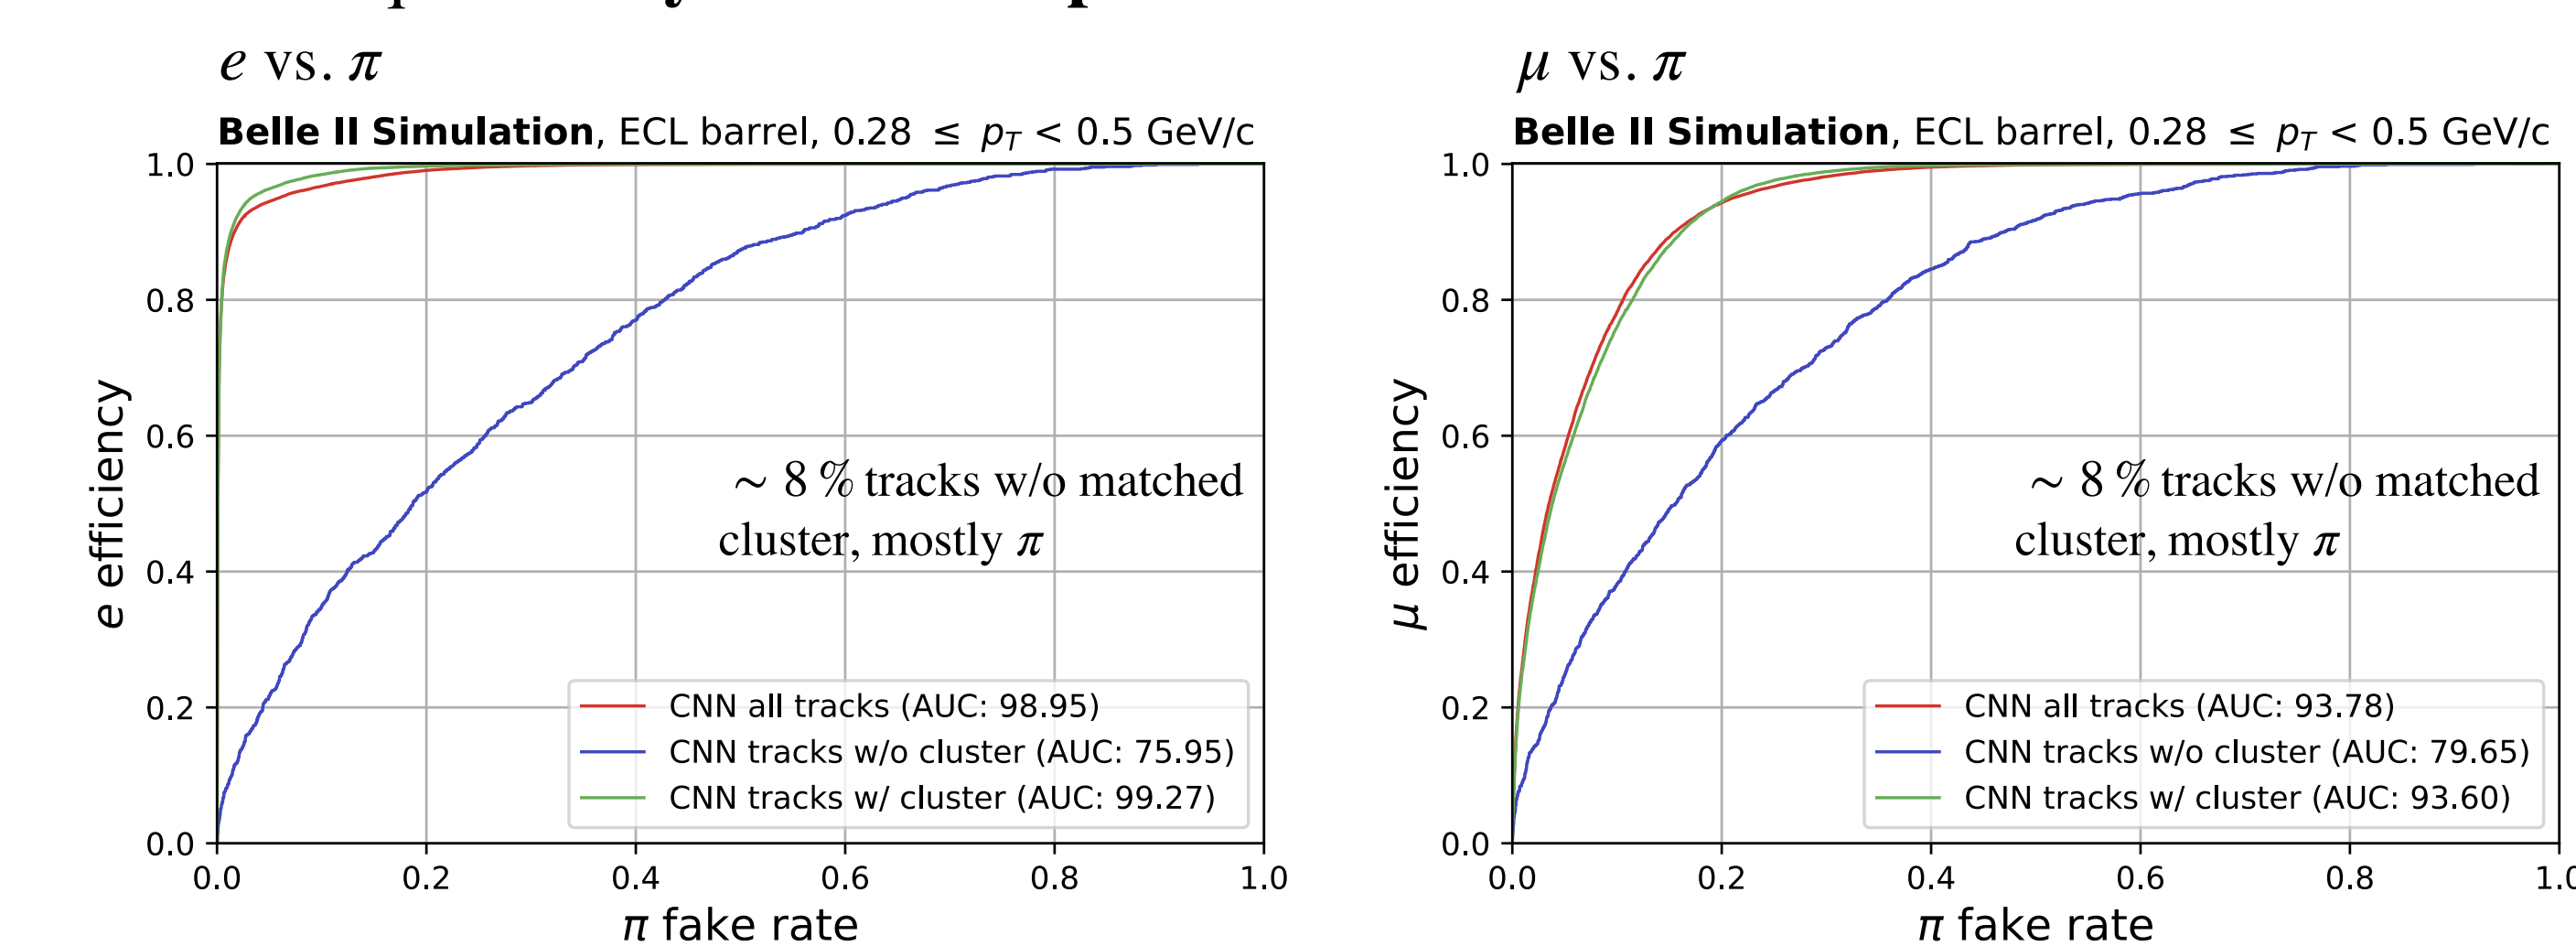 e vs. π
Belle II Simulation, ECL barrel, 0.28 ≤ p_T < 0.5 GeV/c
1.0
0.8
0.6
0.4
0.2
0.0
e efficiency
~ 8 % tracks w/o matched
cluster, mostly π
CNN all tracks (AUC: 98.95)
CNN tracks w/o cluster (AUC: 75.95)
CNN tracks w/ cluster (AUC: 99.27)
0.0 0.2 0.4 0.6 0.8 1.0
π fake rate
μ vs. π
Belle II Simulation, ECL barrel, 0.28 ≤ p_T < 0.5 GeV/c
1.0
0.8
0.6
0.4
0.2
0.0
μ efficiency
~ 8 % tracks w/o matched
cluster, mostly π
CNN all tracks (AUC: 93.78)
CNN tracks w/o cluster (AUC: 79.65)
CNN tracks w/ cluster (AUC: 93.60)
0.0 0.2 0.4 0.6 0.8 1.0
π fake rate